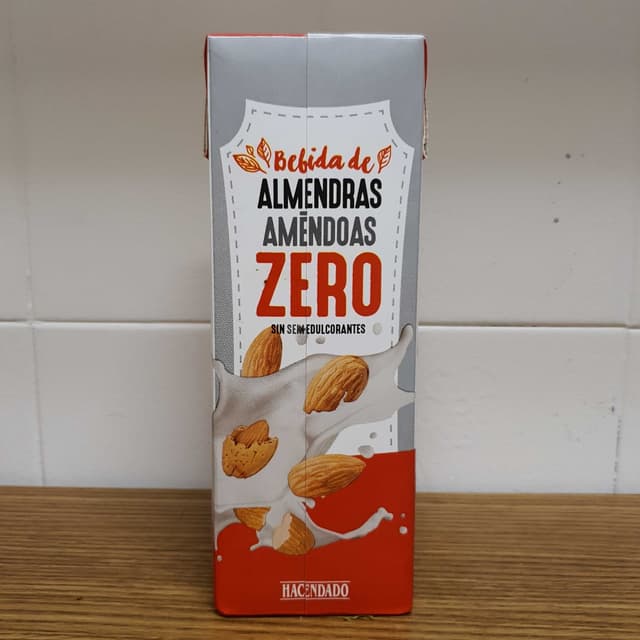 Bebida de
ALMENDRAS
AMÊNDOAS
ZERO
SIN SEM EDULCORANTES
HACENDADO